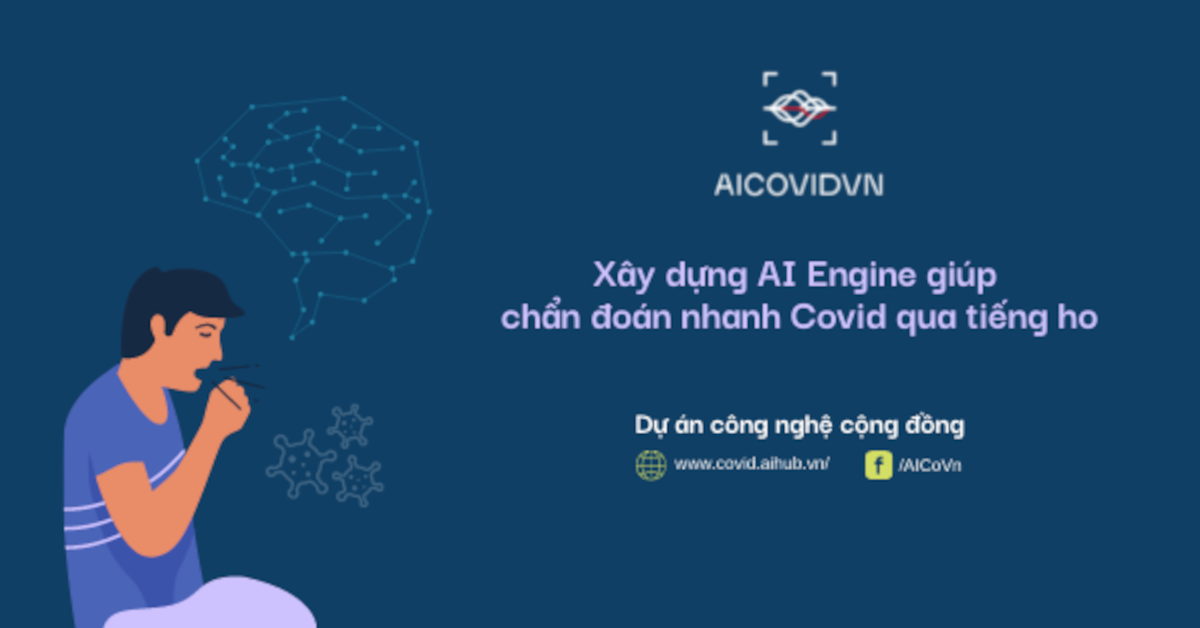 AICOVIDVN
Xây dựng AI Engine giúp
chẩn đoán nhanh Covid qua tiếng ho
Dự án công nghệ cộng đồng
www.covid.aihub.vn/
f /AICoVn